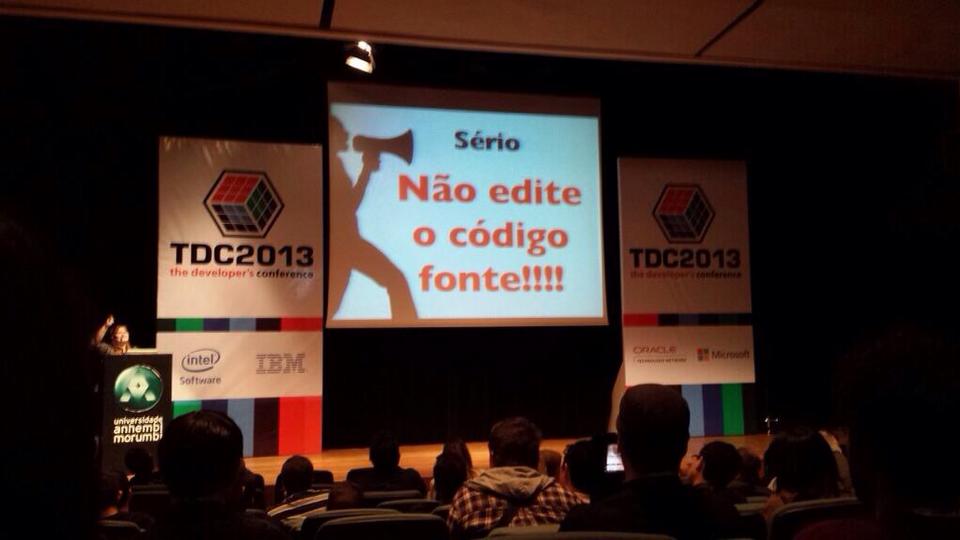 Sério
Não edite
o código
fonte!!!!
TDC2013
the developer's conference
intel
Software
IBM
TDC2013
the developer's conference
ORACLE
TECHNOLOGY NETWORK
Microsoft
universidade
anhembi
morumbi